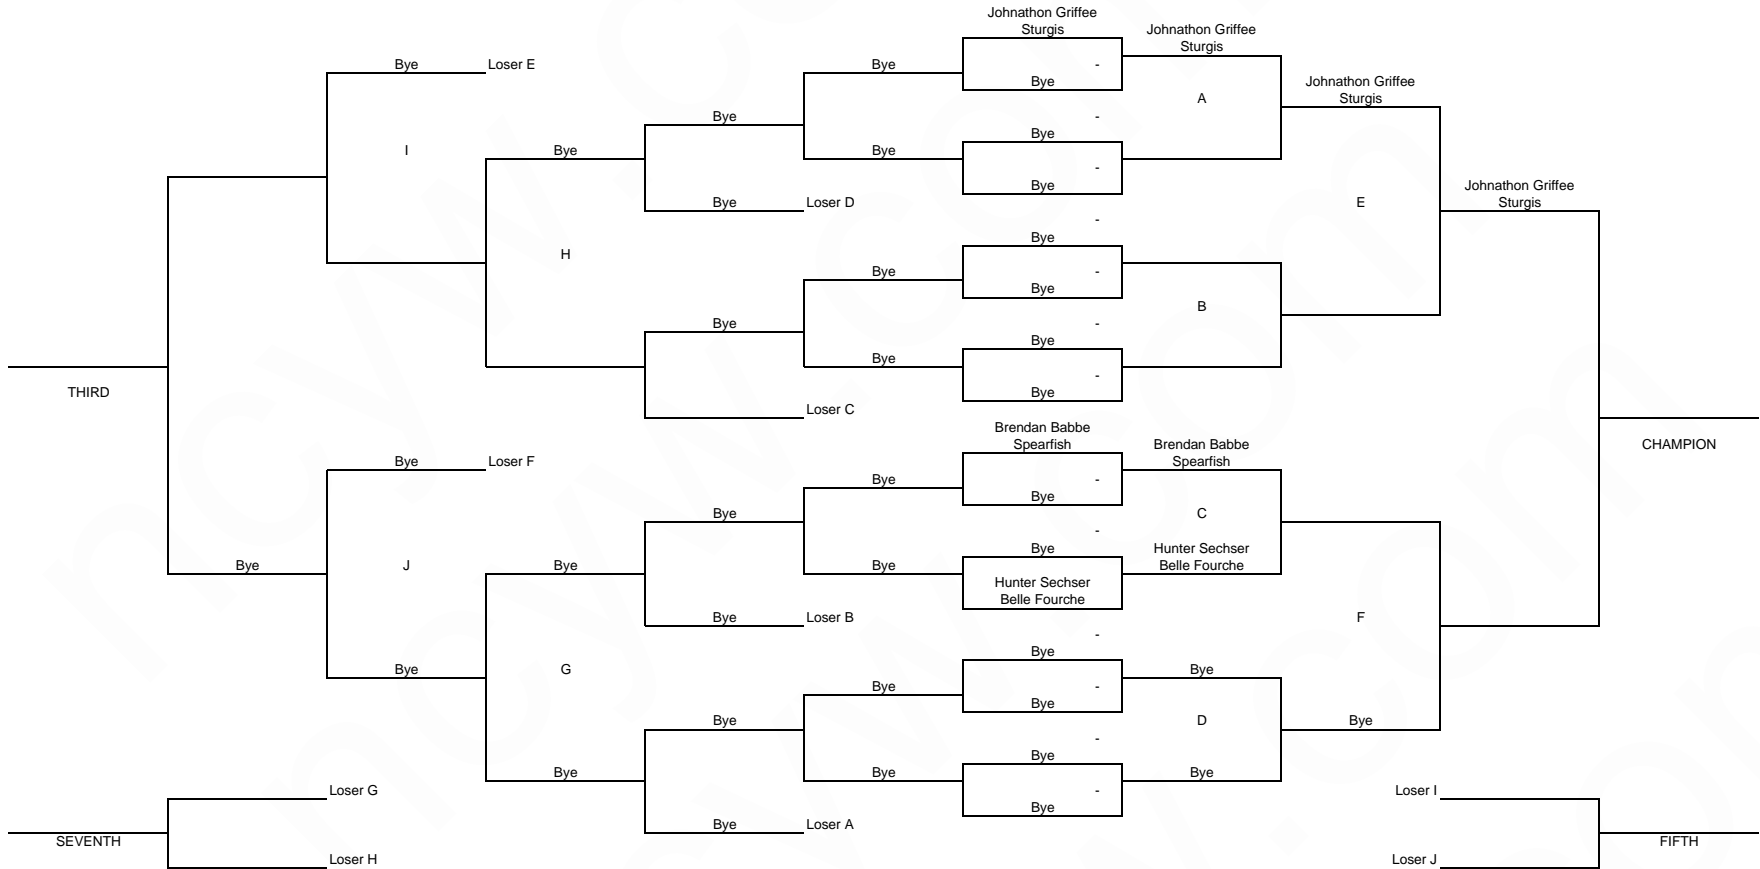 Johnathon Griffee
Sturgis
Johnathon Griffee
Sturgis
Bye
Loser E
Bye
-
Bye
Johnathon Griffee
Sturgis
A
Bye
-
Bye
I
Bye
Bye
-
Bye
Johnathon Griffee
Sturgis
Bye
Loser D
E
-
Bye
H
Bye
-
Bye
B
Bye
-
Bye
Bye
-
Bye
THIRD
Loser C
Brendan Babbe
Spearfish
Brendan Babbe
Spearfish
CHAMPION
Bye
Loser F
Bye
-
Bye
Bye
C
-
Bye
Hunter Sechser
Belle Fourche
Bye
J
Bye
Bye
Hunter Sechser
Belle Fourche
Bye
Loser B
F
-
Bye
Bye
G
Bye
Bye
-
Bye
Bye
D
Bye
-
Bye
Bye
Bye
Bye
Loser G
-
Bye
Loser I
Bye
Loser A
SEVENTH
FIFTH
Loser H
Loser J